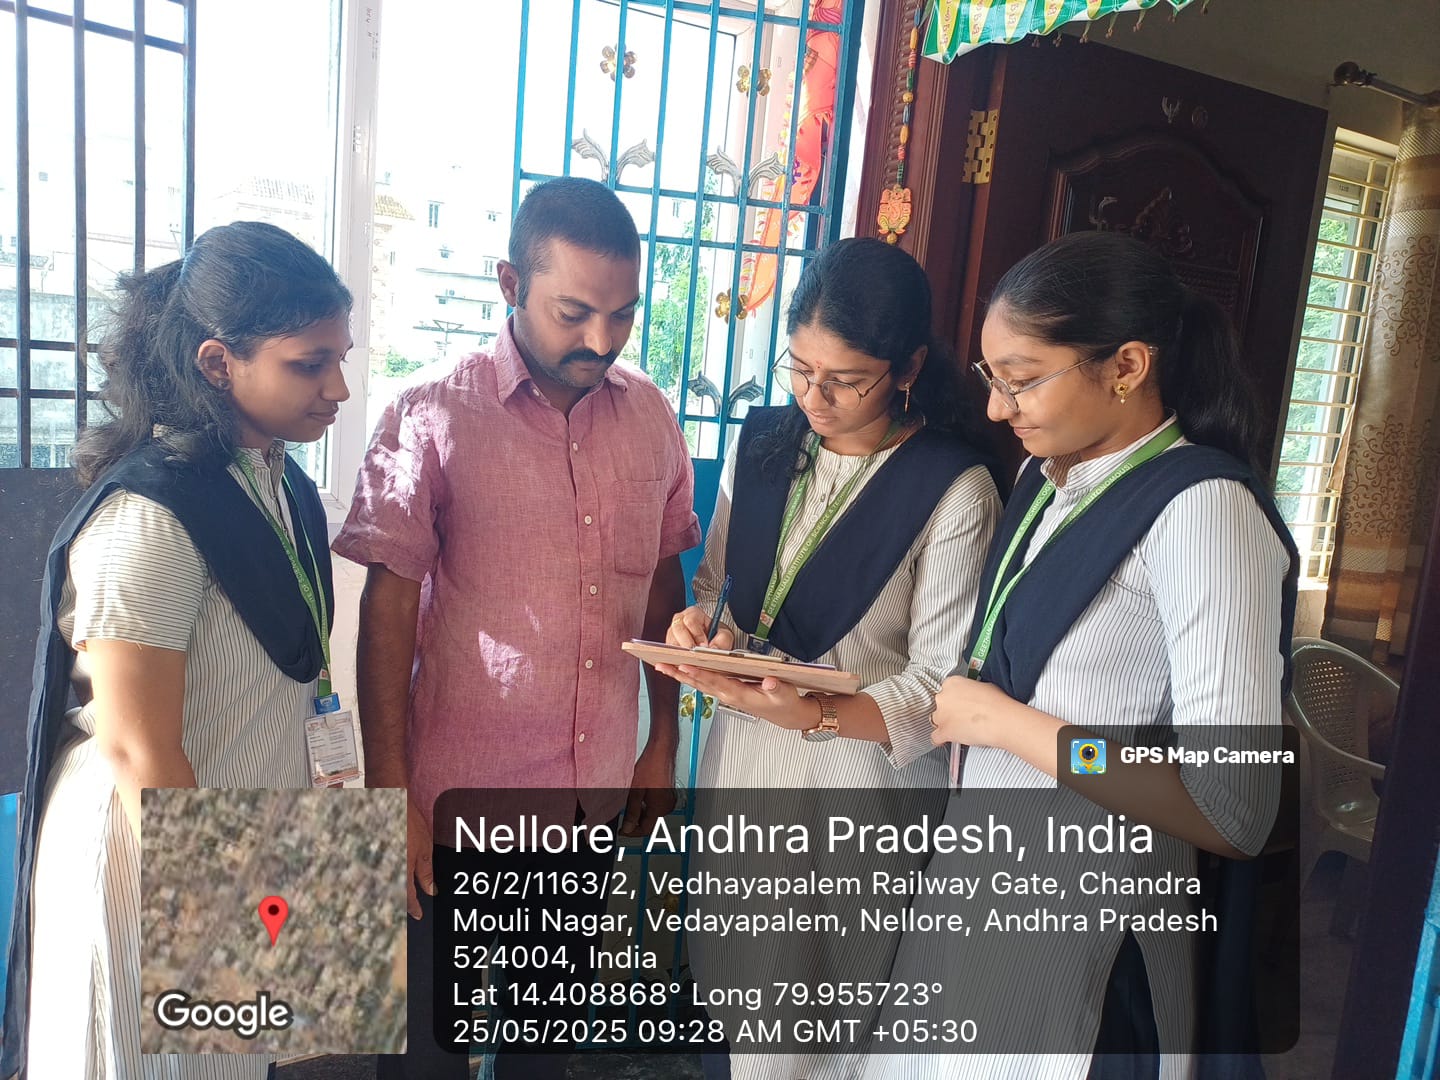 GPS Map Camera
Nellore, Andhra Pradesh, India
26/2/1163/2, Vedhayapalem Railway Gate, Chandra
Mouli Nagar, Vedayapalem, Nellore, Andhra Pradesh
524004, India
Lat 14.408868° Long 79.955723°
25/05/2025 09:28 AM GMT +05:30
Google